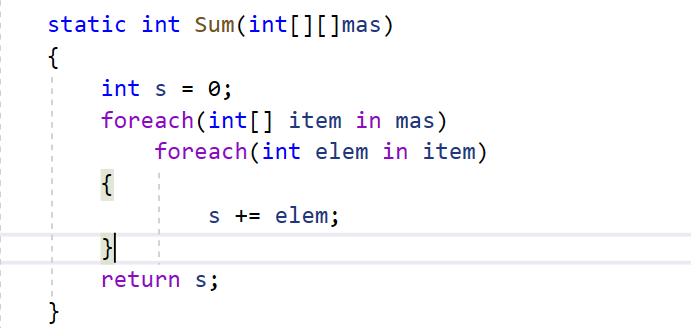 static int Sum(int[][]mas)
{
int s = 0;
foreach(int[] item in mas)
foreach(int elem in item)
{
s += elem;
}
return s;
}